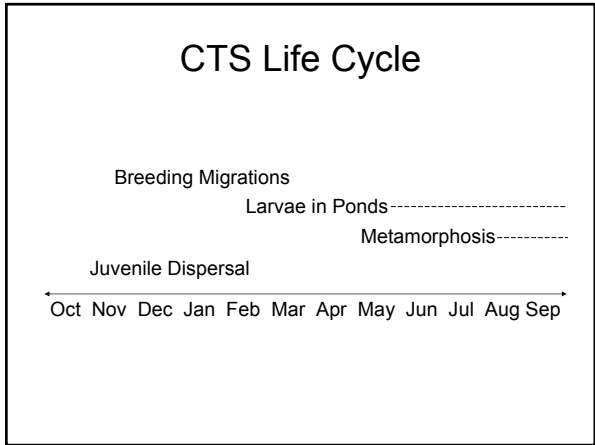 CTS Life Cycle
Breeding Migrations
Larvae in Ponds
Metamorphosis
Juvenile Dispersal
Oct Nov Dec Jan Feb Mar Apr May Jun Jul Aug Sep